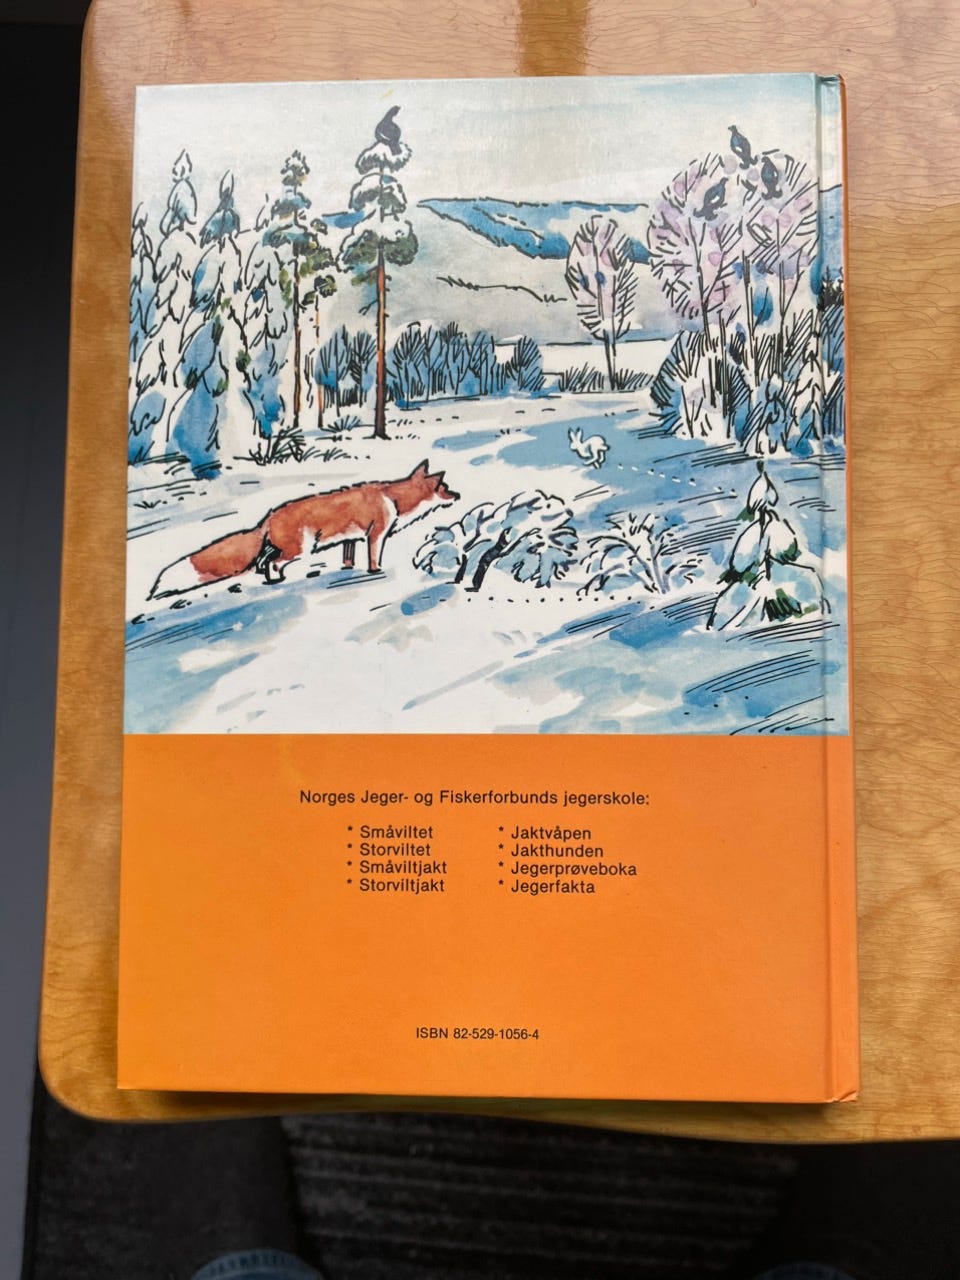 Norges Jeger- og Fiskerforbunds jegerskole:
* Småviltet
* Storviltet
* Småviltjakt
* Storviltjakt
* Jaktvåpen
* Jakthunden
* Jegerprøveboka
* Jegerfakta
ISBN 82-529-1056-4